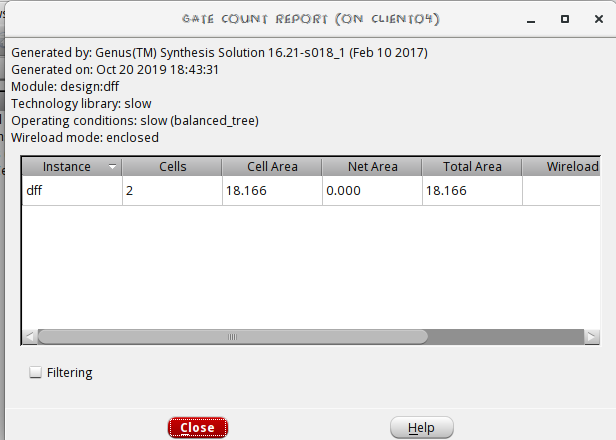 GATE COUNT REPORT (ON CLIENT04)
Generated by: Genus(TM) Synthesis Solution 16.21-s018_1 (Feb 10 2017)
Generated on: Oct 20 2019 18:43:31
Module: design:dff
Technology library: slow
Operating conditions: slow (balanced_tree)
Wireload mode: enclosed
Instance Cells Cell Area Net Area Total Area Wireload
dff 2 18.166 0.000 18.166
Filtering
Close Help